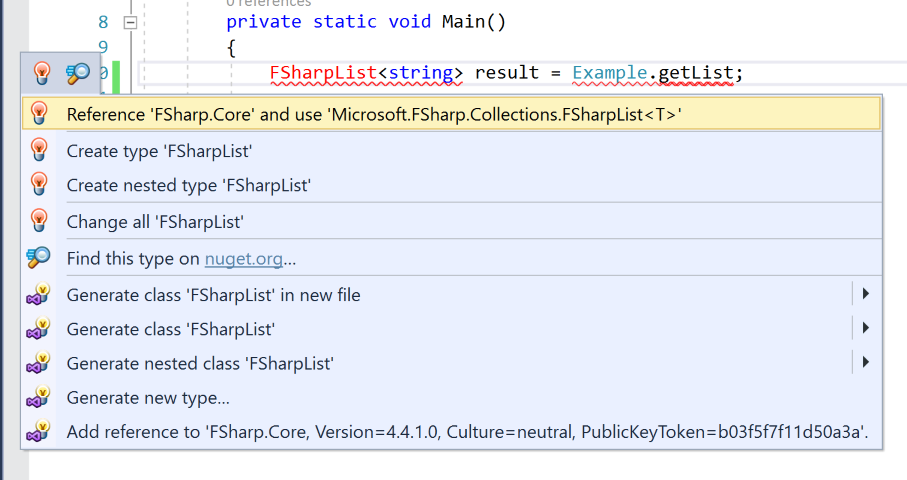 0 references
8 private static void Main()
9 {
0 FSharpList<string> result = Example.getList;
Reference 'FSharp.Core' and use 'Microsoft.FSharp.Collections.FSharpList<T>'
Create type 'FSharpList'
Create nested type 'FSharpList'
Change all 'FSharpList'
Find this type on nuget.org...
Generate class 'FSharpList' in new file
Generate class 'FSharpList'
Generate nested class 'FSharpList'
Generate new type...
Add reference to 'FSharp.Core, Version=4.4.1.0, Culture=neutral, PublicKeyToken=b03f5f7f11d50a3a'.